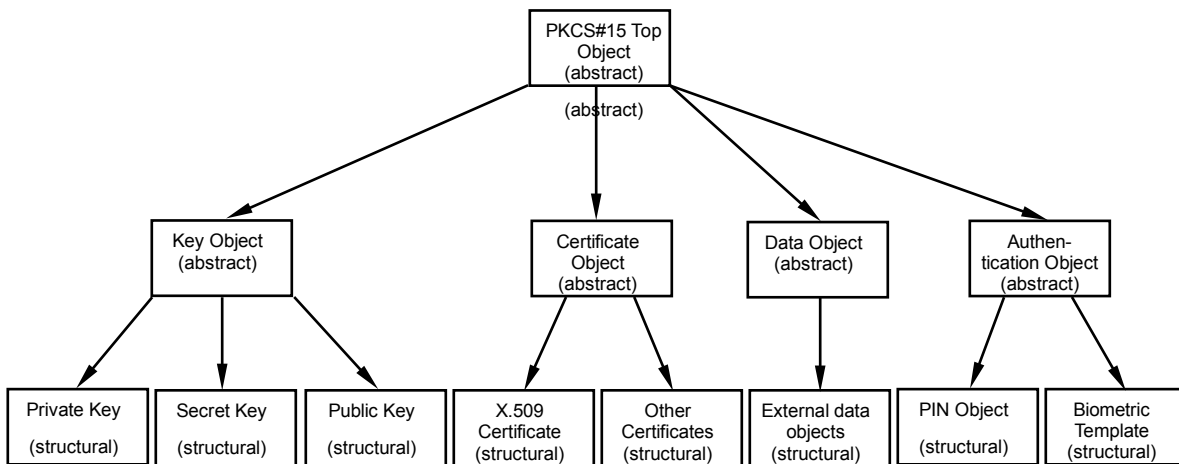 PKCS#15 Top
Object
(abstract)
(abstract)
Key Object
(abstract)
Certificate
Object
(abstract)
Data Object
(abstract)
Authen-
tication Object
(abstract)
Private Key
(structural)
Secret Key
(structural)
Public Key
(structural)
X.509
Certificate
(structural)
Other
Certificates
(structural)
External data
objects
(structural)
PIN Object
(structural)
Biometric
Template
(structural)